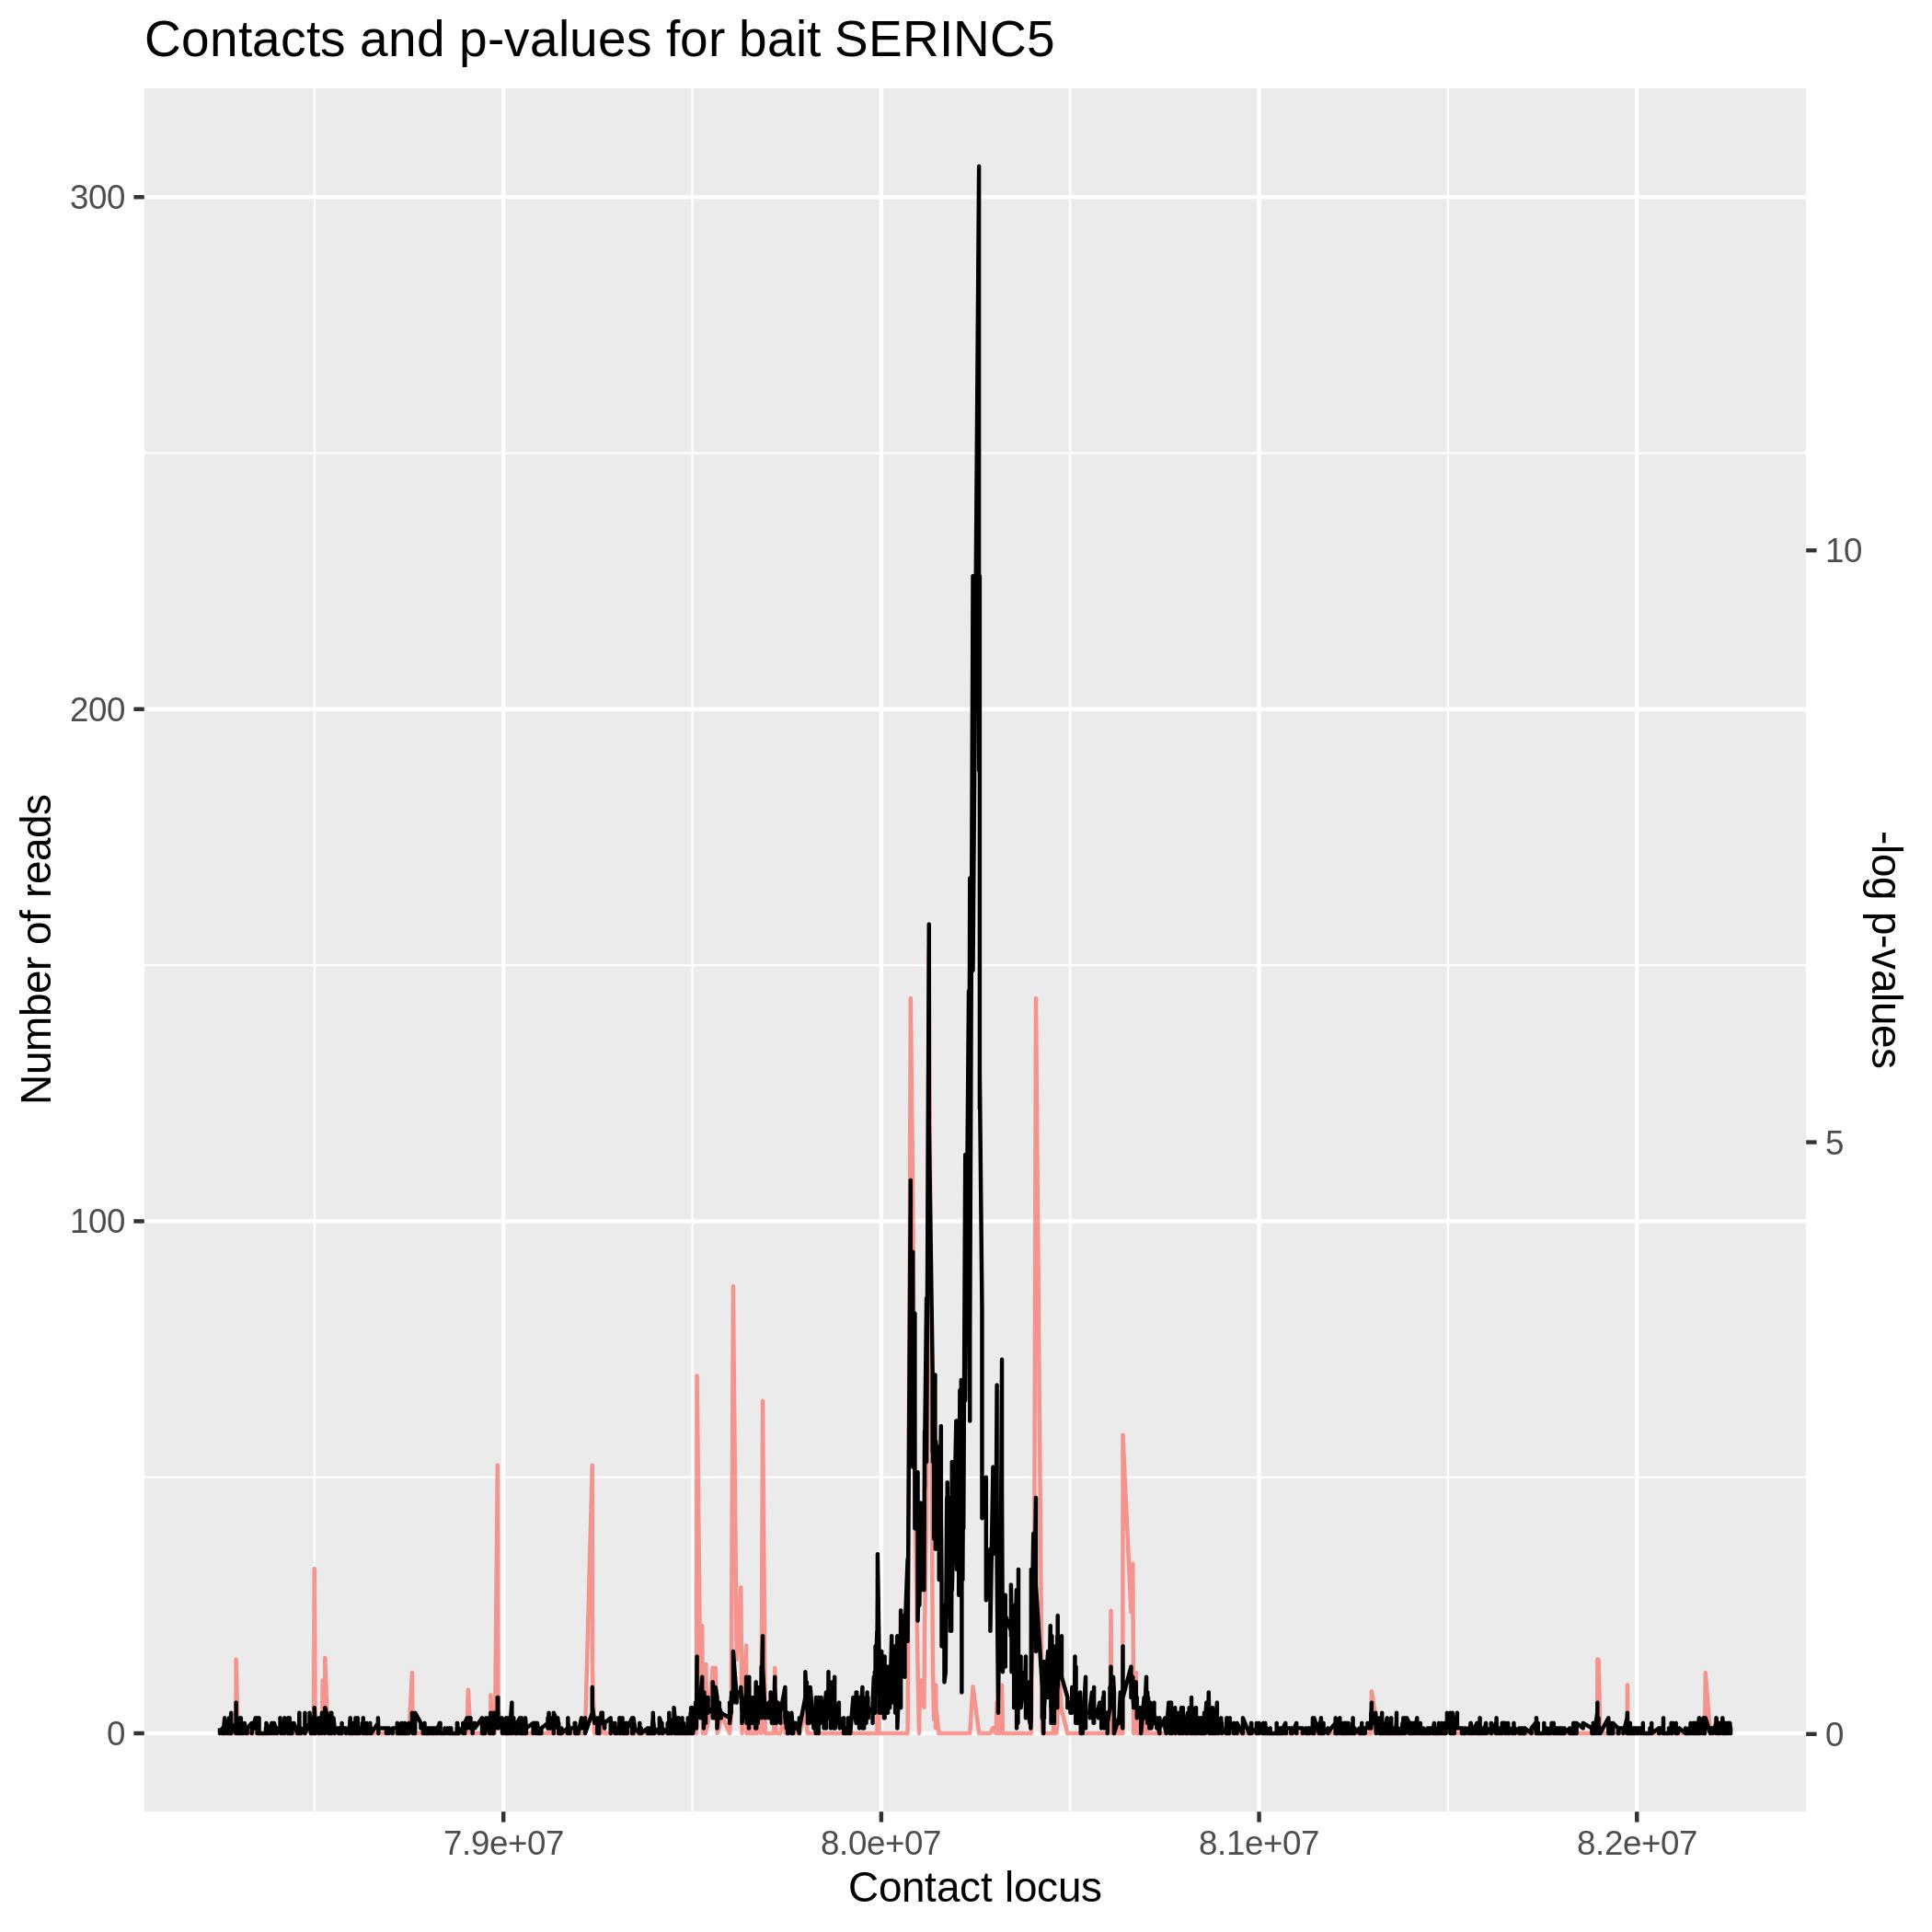 Contacts and p-values for bait SERINC5
300
200
100
0
Number of reads
10
5
0
-log p-values
7.9e+07
8.0e+07
8.1e+07
8.2e+07
Contact locus